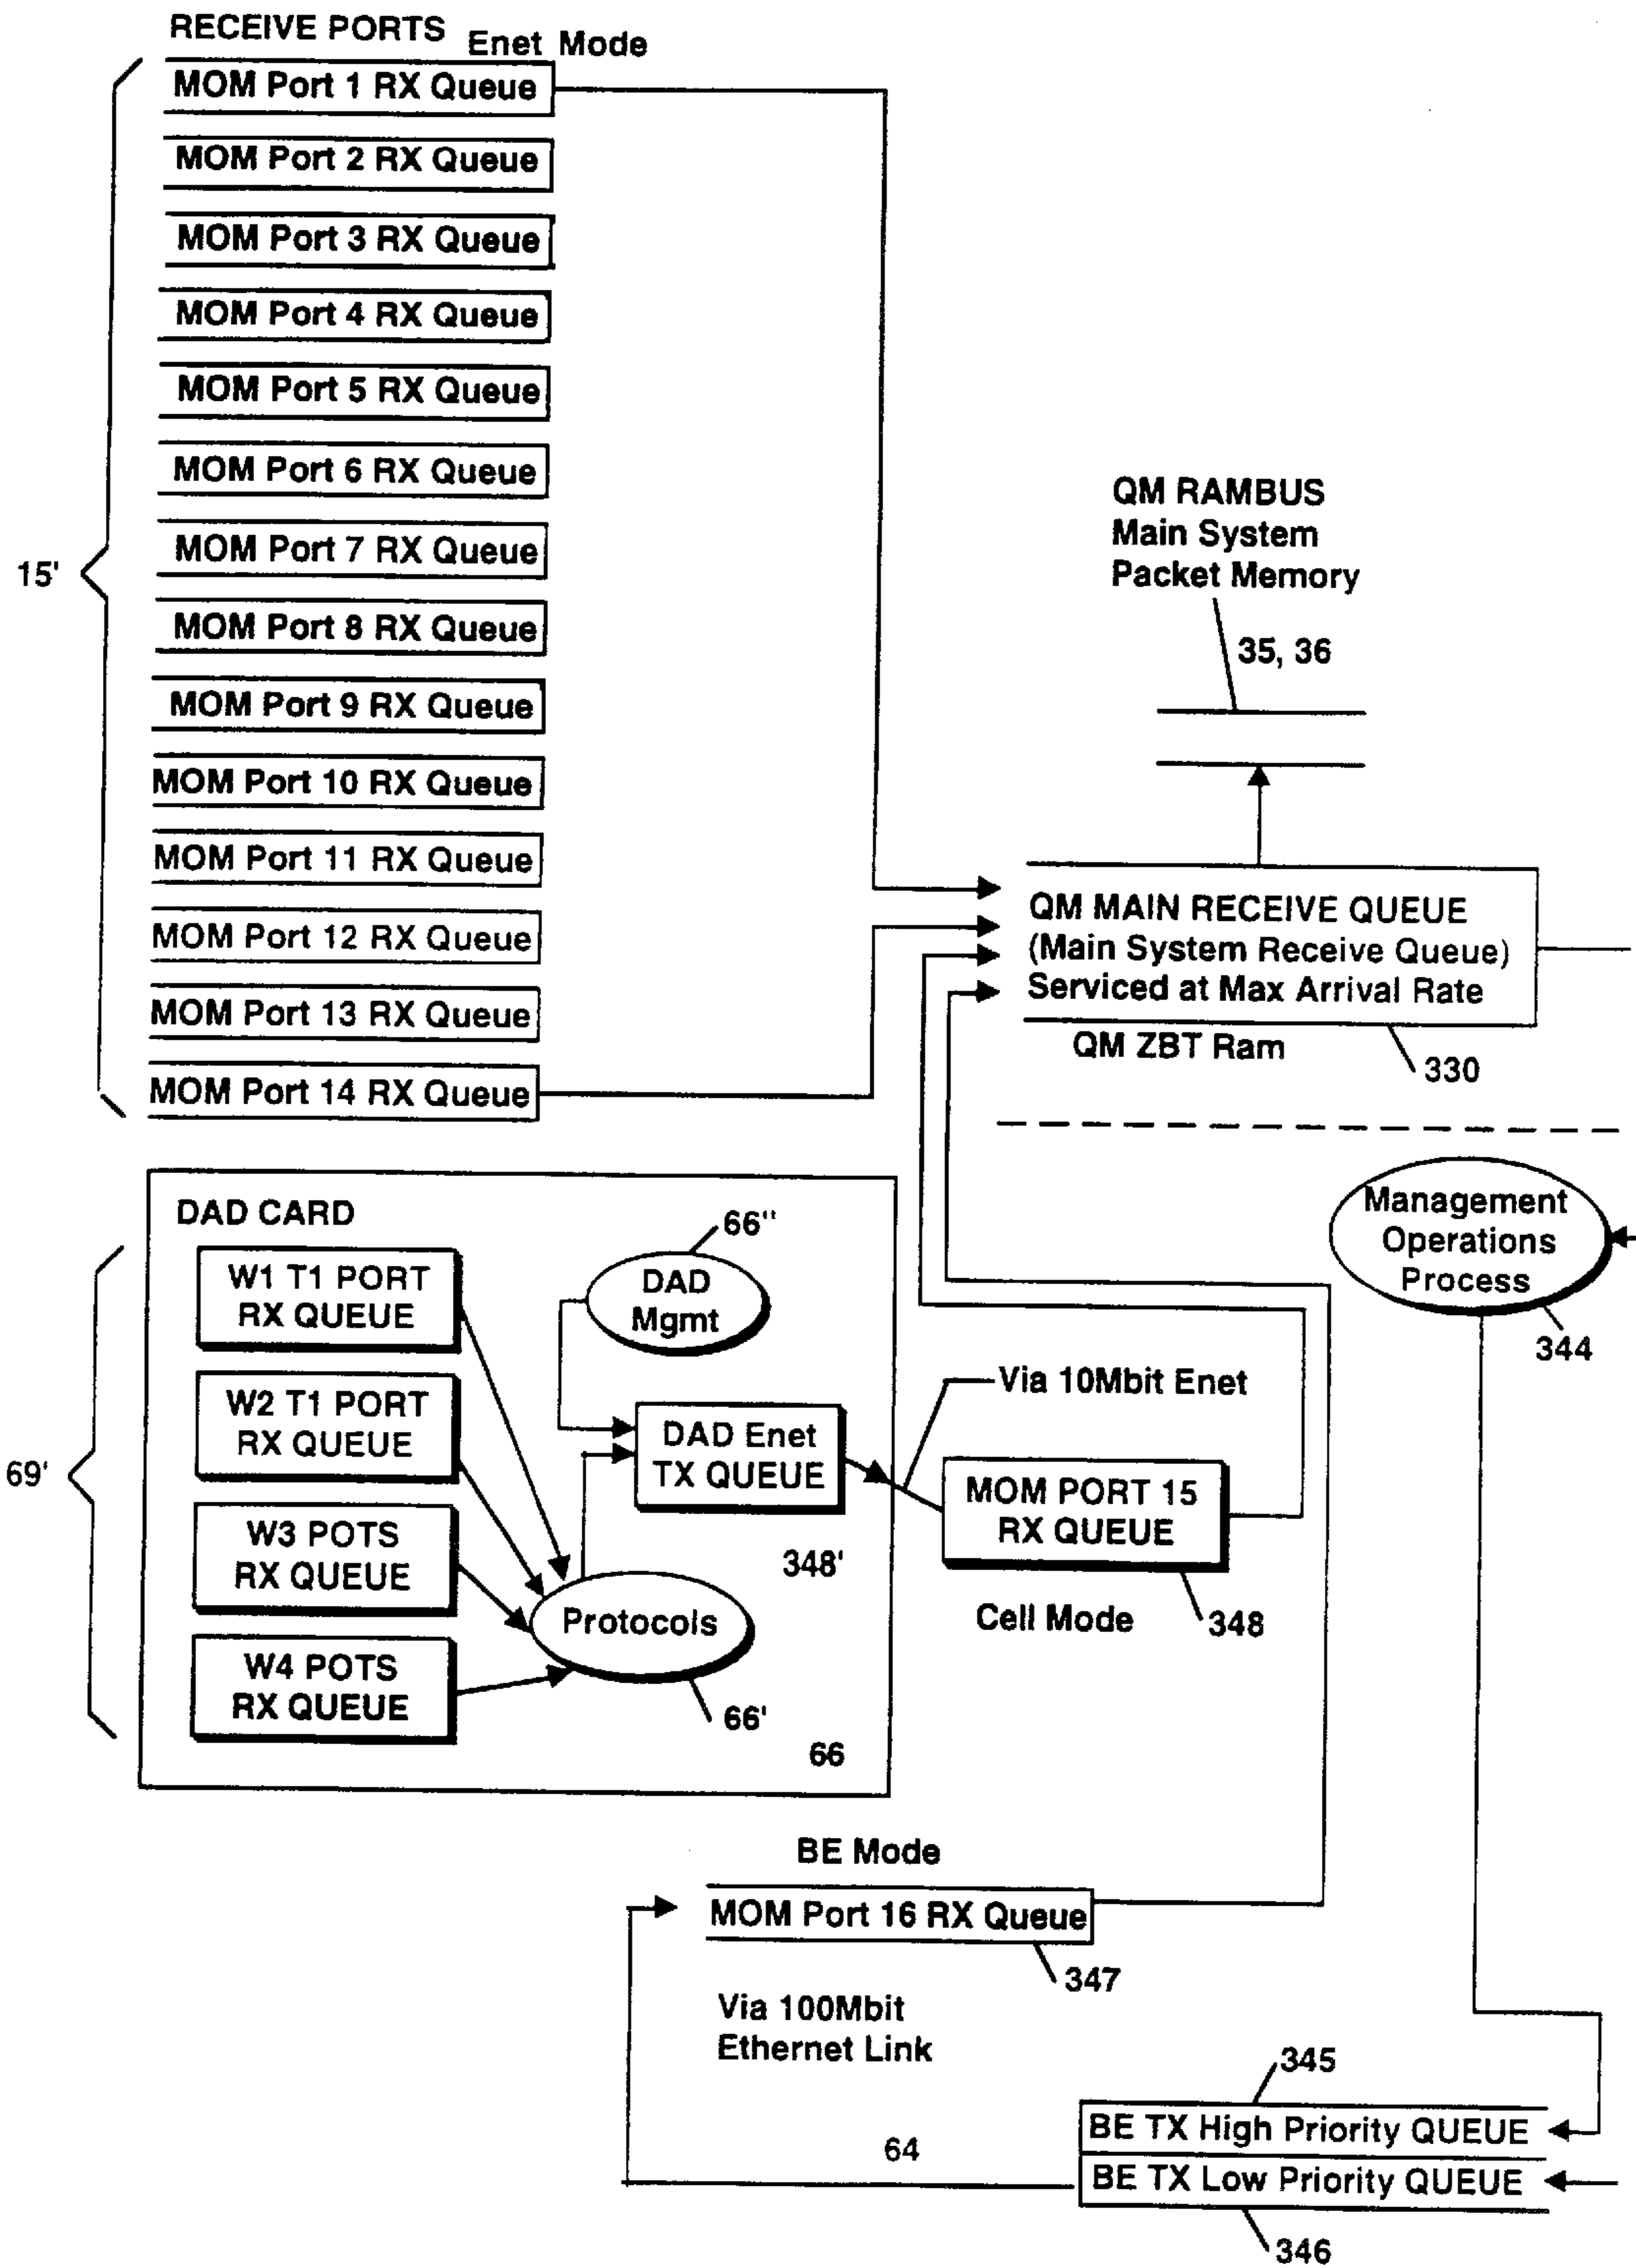 RECEIVE PORTS
Enet Mode
MOM Port 1 RX Queue
MOM Port 2 RX Queue
MOM Port 3 RX Queue
MOM Port 4 RX Queue
MOM Port 5 RX Queue
MOM Port 6 RX Queue
MOM Port 7 RX Queue
MOM Port 8 RX Queue
MOM Port 9 RX Queue
MOM Port 10 RX Queue
MOM Port 11 RX Queue
MOM Port 12 RX Queue
MOM Port 13 RX Queue
MOM Port 14 RX Queue
15'
QM RAMBUS
Main System
Packet Memory
35, 36
QM MAIN RECEIVE QUEUE
(Main System Receive Queue)
Serviced at Max Arrival Rate
QM ZBT Ram
330
Management
Operations
Process
344
DAD CARD
69'
W1 T1 PORT
RX QUEUE
W2 T1 PORT
RX QUEUE
W3 POTS
RX QUEUE
W4 POTS
RX QUEUE
66"
DAD
Mgmt
DAD Enet
TX QUEUE
348'
Protocols
66'
66
Via 10Mbit Enet
MOM PORT 15
RX QUEUE
Cell Mode
348
BE Mode
MOM Port 16 RX Queue
347
Via 100Mbit
Ethernet Link
345
BE TX High Priority QUEUE
64
BE TX Low Priority QUEUE
346